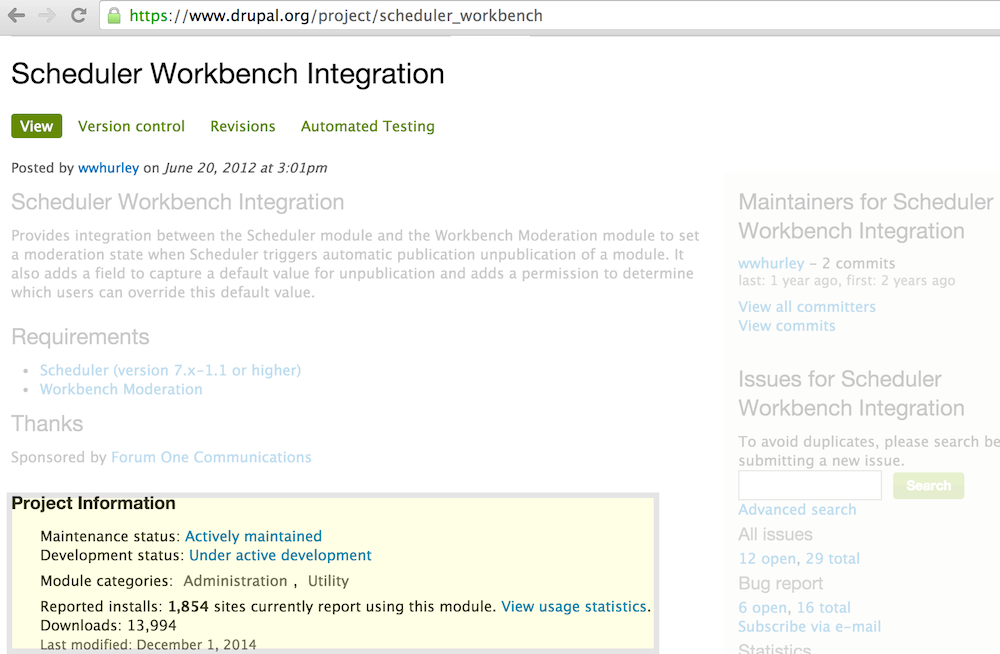 https://www.drupal.org/project/scheduler_workbench
Scheduler Workbench Integration
View Version control Revisions Automated Testing
Posted by wwhurley on June 20, 2012 at 3:01pm
Scheduler Workbench Integration
Provides integration between the Scheduler module and the Workbench Moderation module to set
a moderation state when Scheduler triggers automatic publication unpublication of a module. It
also adds a field to capture a default value for unpublication and adds a permission to determine
which users can override this default value.
Requirements
• Scheduler (version 7.x-1.1 or higher)
• Workbench Moderation
Thanks
Sponsored by Forum One Communications
Project Information
Maintenance status: Actively maintained
Development status: Under active development
Module categories: Administration , Utility
Reported installs: 1,854 sites currently report using this module. View usage statistics.
Downloads: 13,994
Last modified: December 1, 2014
Maintainers for Scheduler
Workbench Integration
wwhurley – 2 commits
last: 1 year ago, first: 2 years ago
View all committers
View commits
Issues for Scheduler
Workbench Integration
To avoid duplicates, please search be
submitting a new issue.
Search
Advanced search
All issues
12 open, 29 total
Bug report
6 open, 16 total
Subscribe via e-mail
Statistics